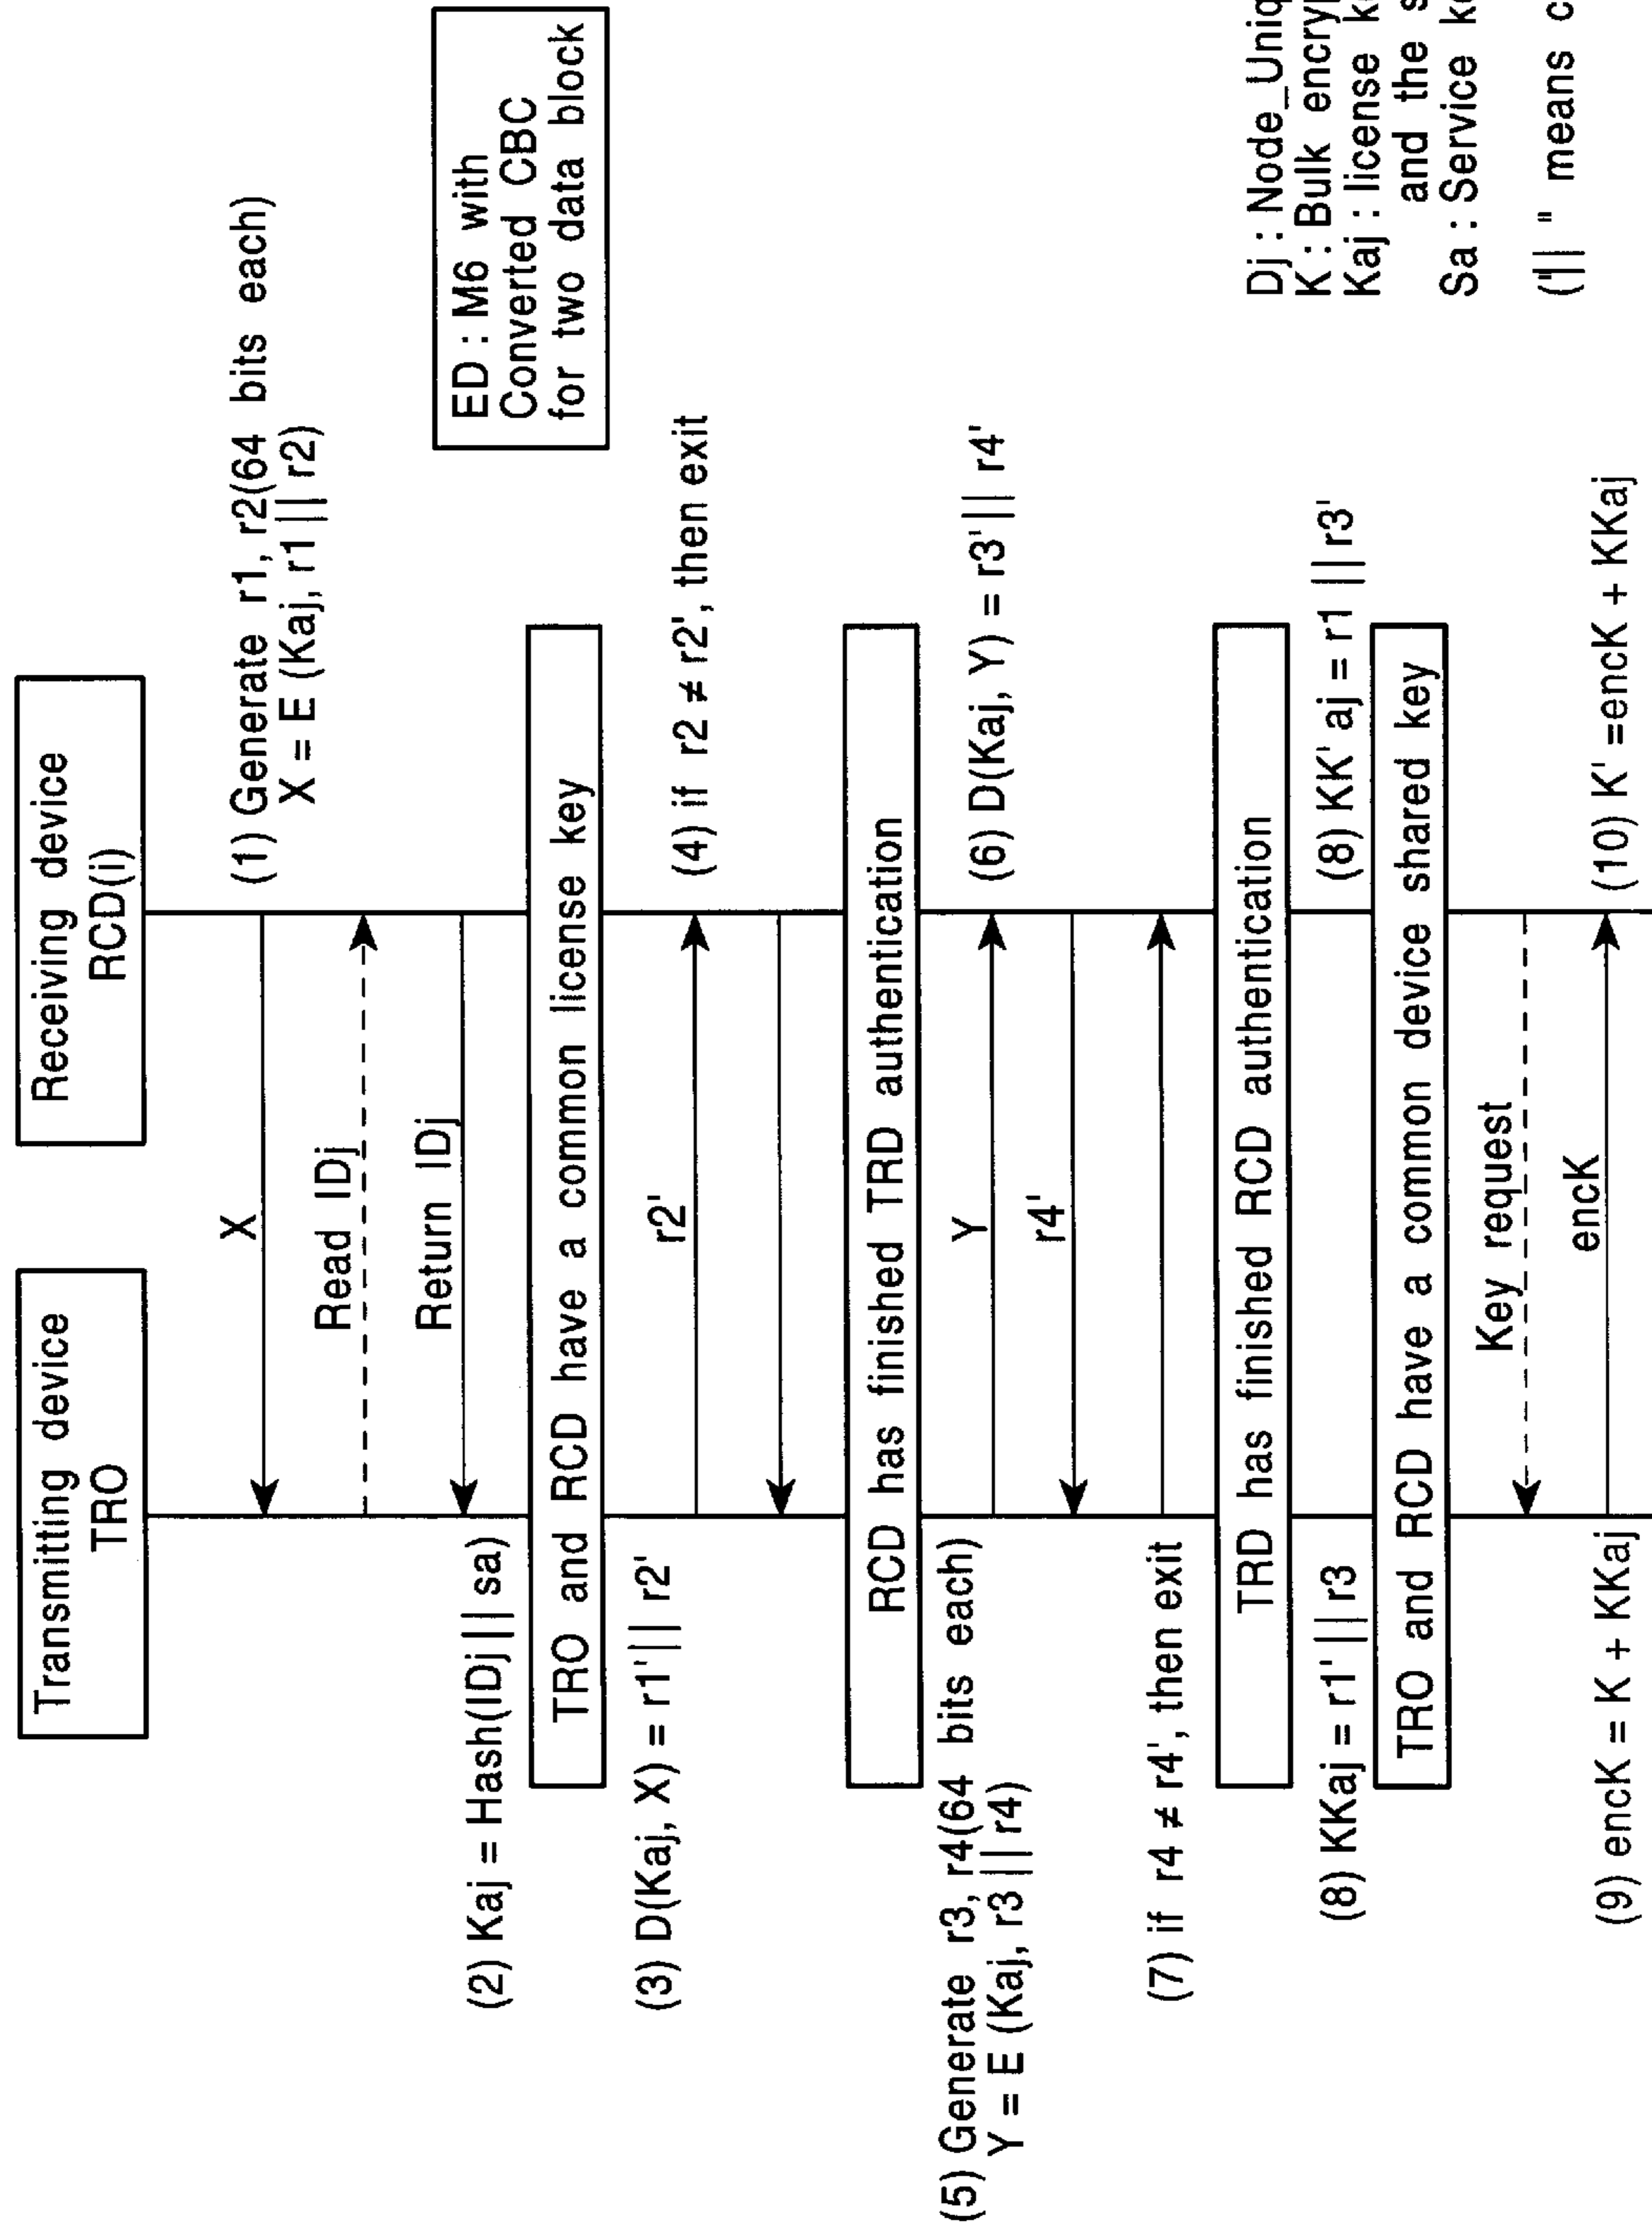 Transmitting device
TRO
Receiving device
RCD(i)
(1) Generate r1, r2(64 bits each)
X = E (Kaj, r1 || r2)
X
Read IDj
Return IDj
ED : M6 with
Converted CBC
for two data block
(2) Kaj = Hash(IDj || sa)
TRO and RCD have a common license key
(3) D(Kaj, X) = r1' || r2'
r2'
(4) if r2 ≠ r2', then exit
RCD has finished TRD authentication
(5) Generate r3, r4(64 bits each)
Y = E (Kaj, r3 || r4)
Y
(6) D(Kaj, Y) = r3' || r4'
r4'
(7) if r4 ≠ r4', then exit
TRD has finished RCD authentication
(8) KKaj = r1' || r3
(8) KK' aj = r1 || r3'
TRO and RCD have a common device shared key
Key request
encK
(9) encK = K + KKaj
(10) K' =encK + KKaj
Dj : Node_
K : Bulk
Kaj : license
and the
Sa : Service
("|| " means